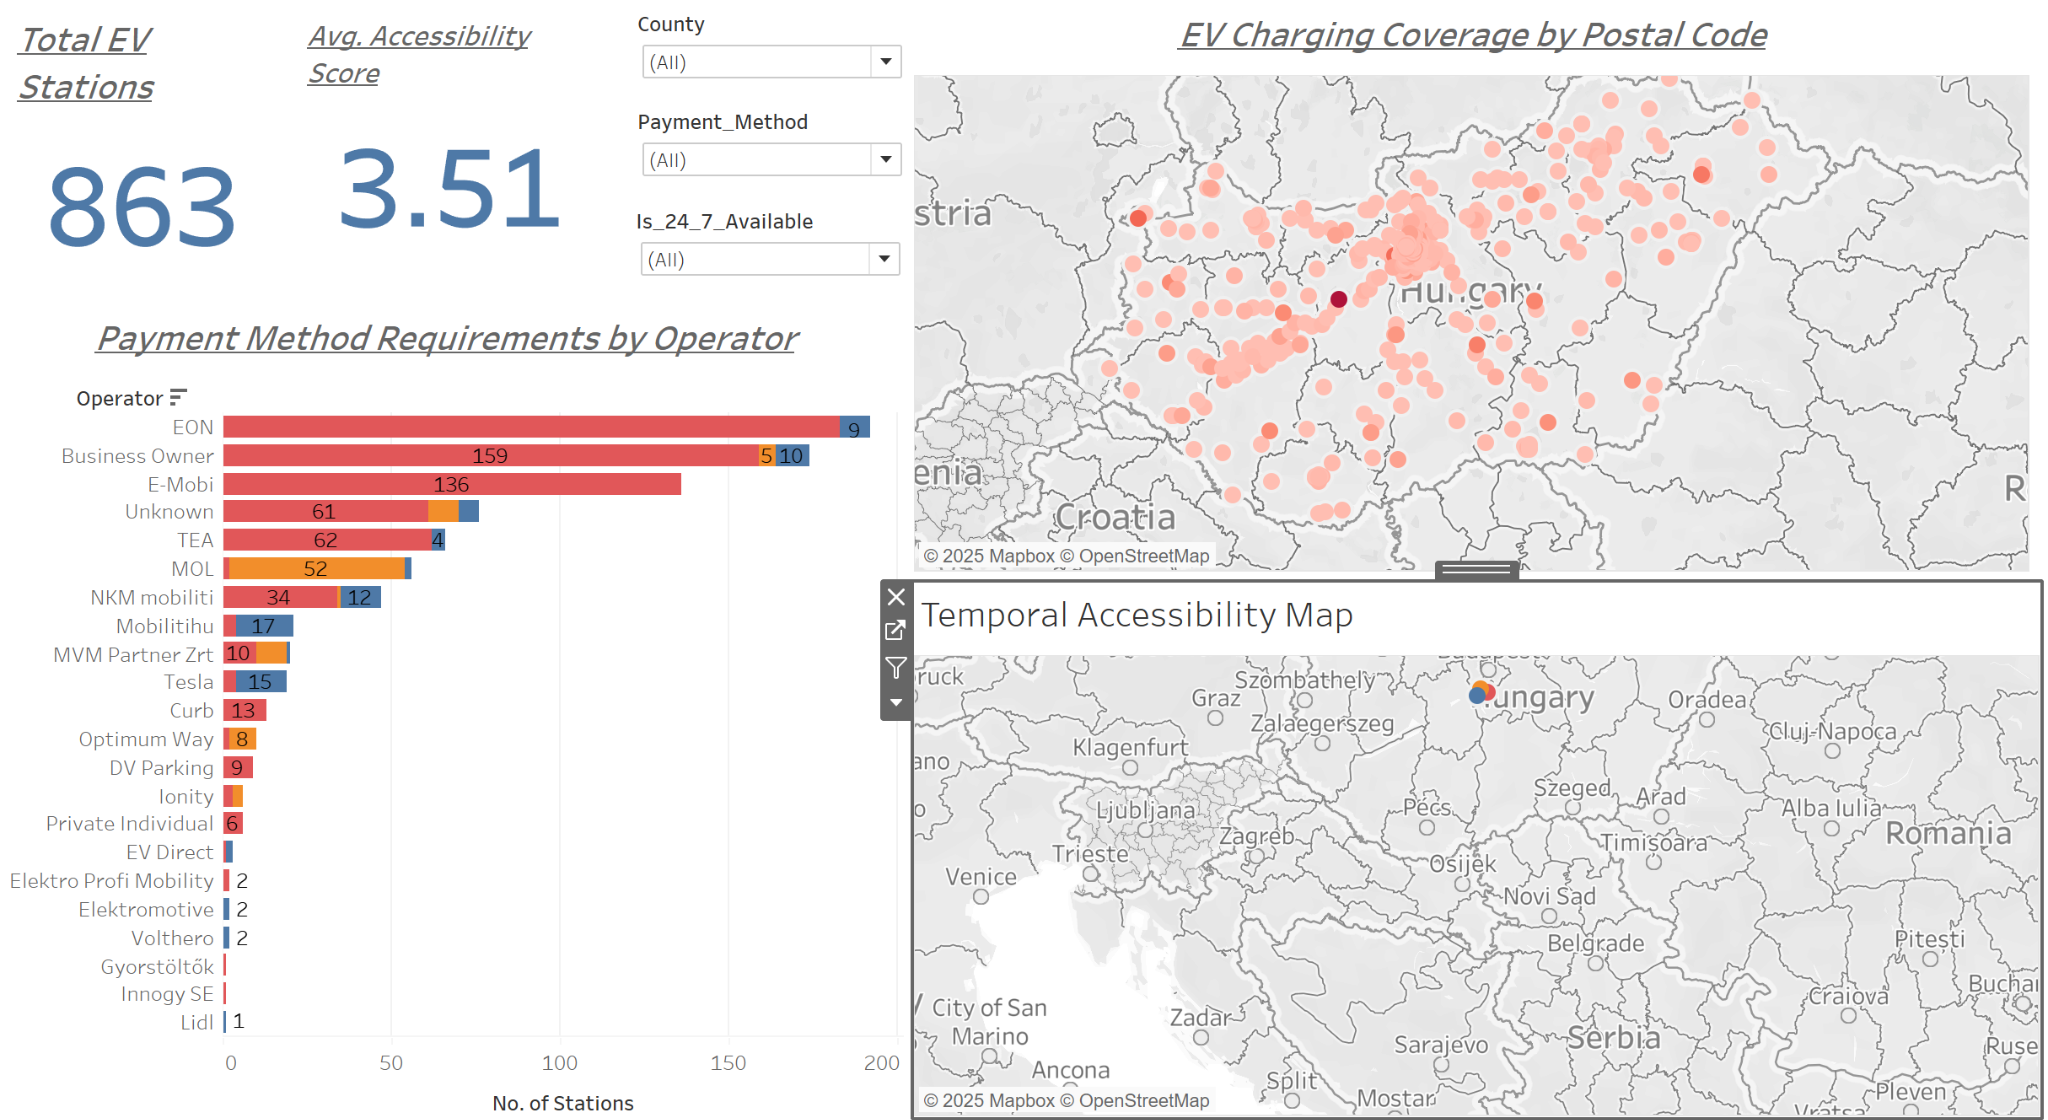 Total EV
Stations
863
Avg. Accessibility
Score
3.51
County
(All)
Payment_Method
(All)
Is_24_7_Available
(All)
Payment Method Requirements by Operator
Operator
EON 9
Business Owner 159 5 10
E-Mobi 136
Unknown 61
TEA 62 4
MOL 52
NKM mobiliti 34 12
Mobilitihu 17
MVM Partner Zrt 10
Tesla 15
Curb 13
Optimum Way 8
DV Parking 9
Ionity
Private Individual 6
EV Direct
Elektro Profi Mobility 2
Elektromotive 2
Volthero 2
Gyorstöltők
Innogy SE
Lidl 1
0 50 100 150 200
No. of Stations
EV Charging Coverage by Postal Code
stria
Hungary
enia
Croatia
R
© 2025 Mapbox © OpenStreetMap
Temporal Accessibility Map
Budapest
ruck
Szombathely
Graz
ungary
Oradea
Zalaegerszeg
Cluj-Napoca
Klagenfurt
ano
Szeged
Arad
o
Ljubljana
Pécs
Alba Iulia
Zagreb
Romania
Trieste
Timișoara
Osijek
Venice
Novi Sad
Belgrade
Pitești
Buchar
City of San
Marino
Craiova
Zadar
Serbia
Sarajevo
Ruse
Ancona
Split
Pleven
Mostar
Vratsa
© 2025 Mapbox © OpenStreetMap